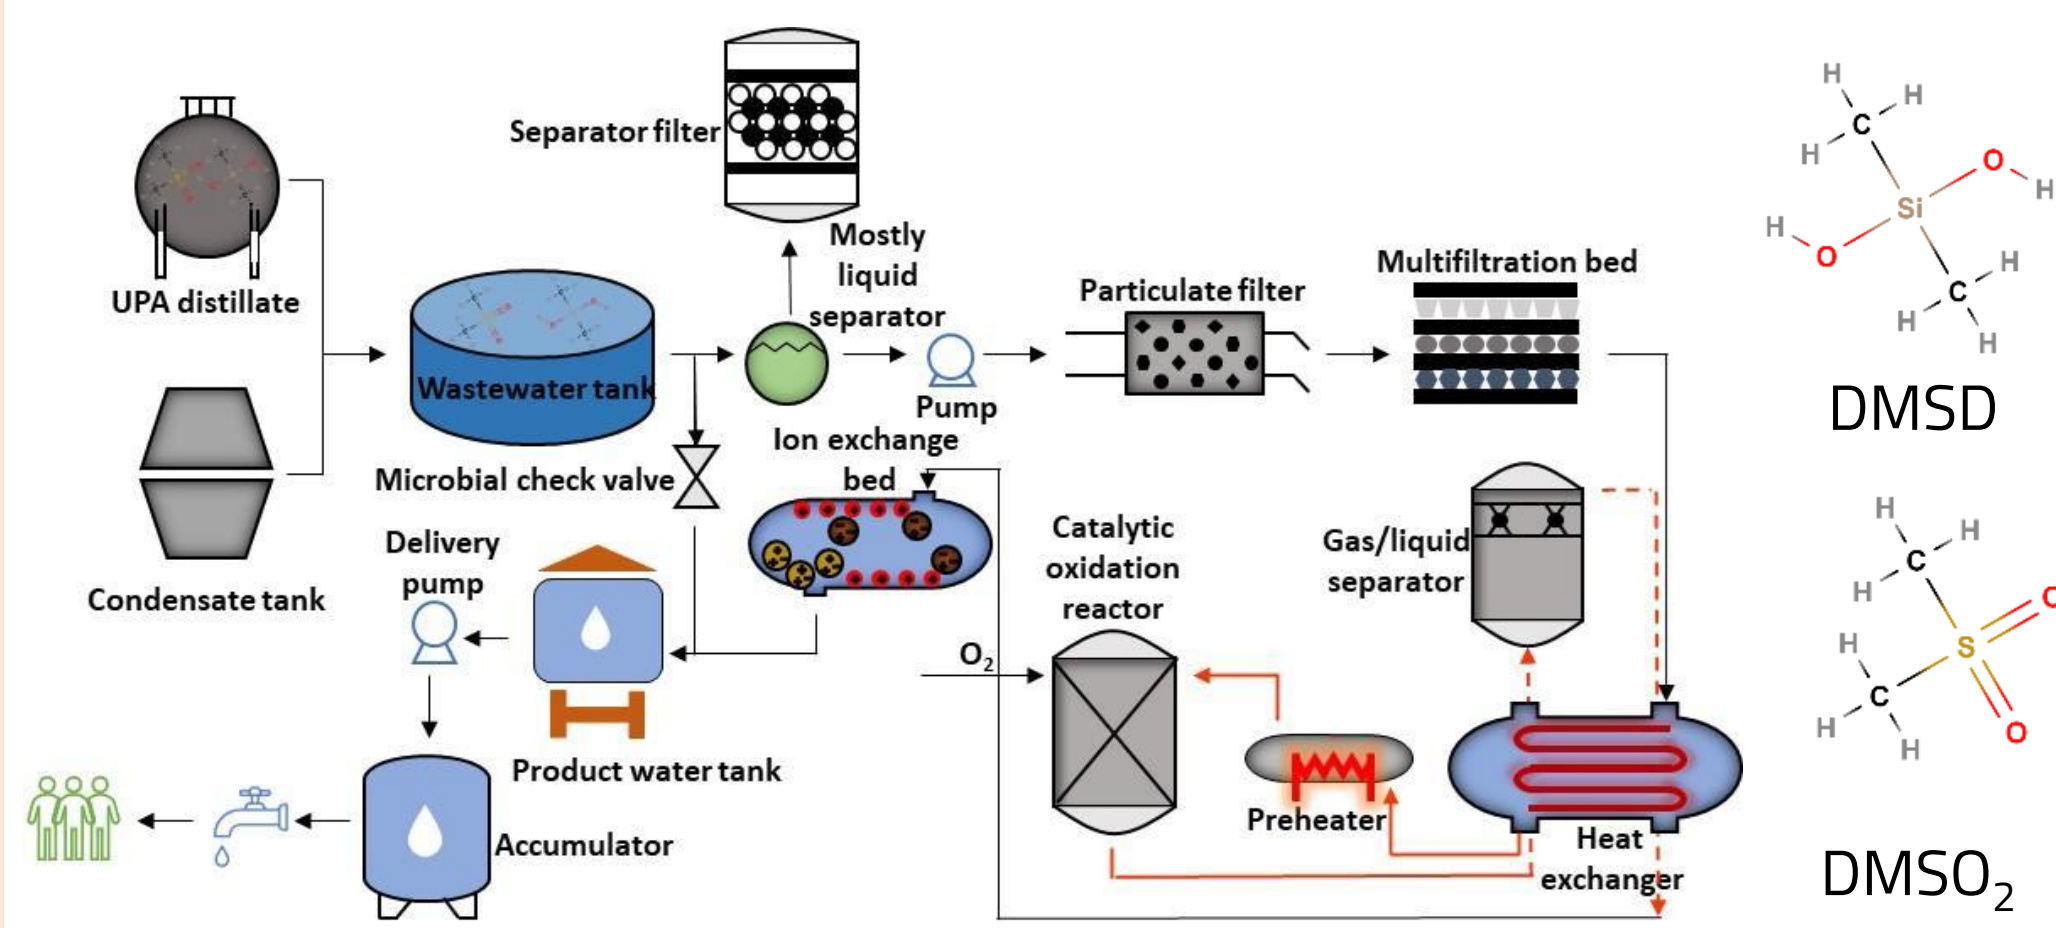 Separator filter
UPA distillate
Condensate tank
Wastewater tank
Mostly
liquid
separator
Pump
Particulate filter
Multifiltration bed
Microbial check valve
Ion exchange
bed
Delivery
pump
Product water tank
Accumulator
O2
Catalytic
oxidation
reactor
Gas/liquid
separator
Preheater
Heat
exchanger
H
H
C
H
O
H
Si
H
O
H
C
H
H
DMSD
H
H
C
H
O
H
S
C
H
O
H
DMSO2